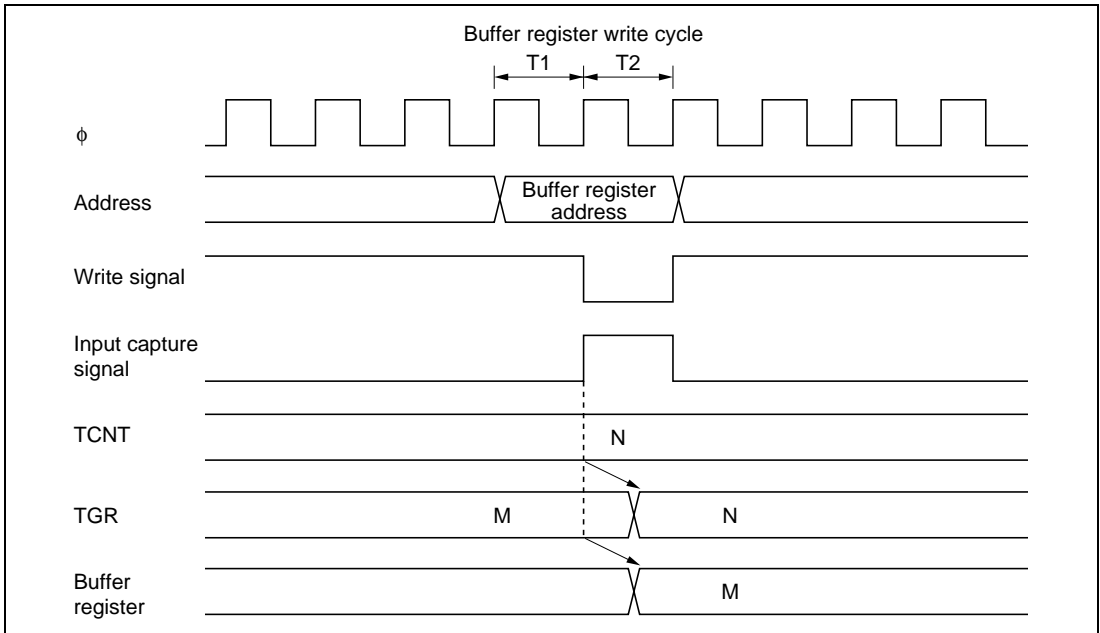 Buffer register write cycle
T1 T2
ϕ
Address
Buffer register
address
Write signal
Input capture
signal
TCNT
N
TGR
M N
Buffer
register
M